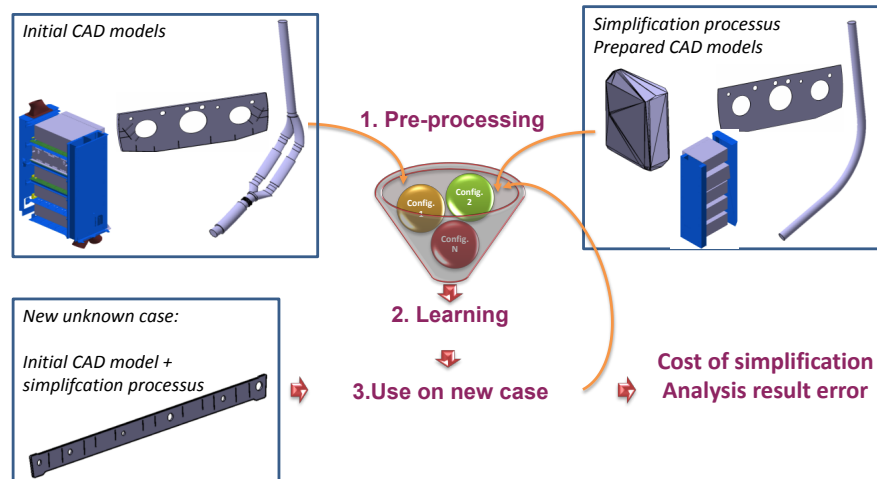 Initial CAD models
Simplification processus
Prepared CAD models
1. Pre-processing
Config.
1
Config.
2
Config.
N
2. Learning
New unknown case:
Initial CAD model +
simplifcation processus
3.Use on new case
Cost of simplification
Analysis result error